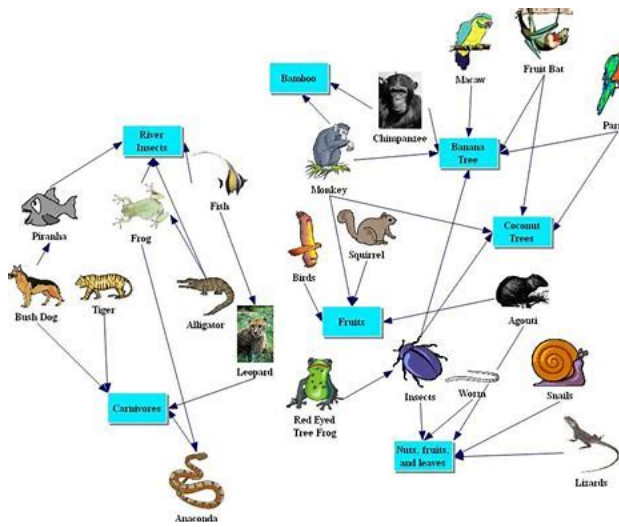 Macaw
Fruit Bat
Bamboo
Chimpanzee
River
Insects
Banana
Tree
Monkey
Piranha
Frog
Fish
Coconut
Trees
Squirrel
Birds
Bush Dog
Tiger
Alligator
Leopard
Fruits
Agouti
Carnivores
Red Eyed
Tree Frog
Insects
Worm
Snails
Nuts, fruits,
and leaves
Lizards
Anaconda